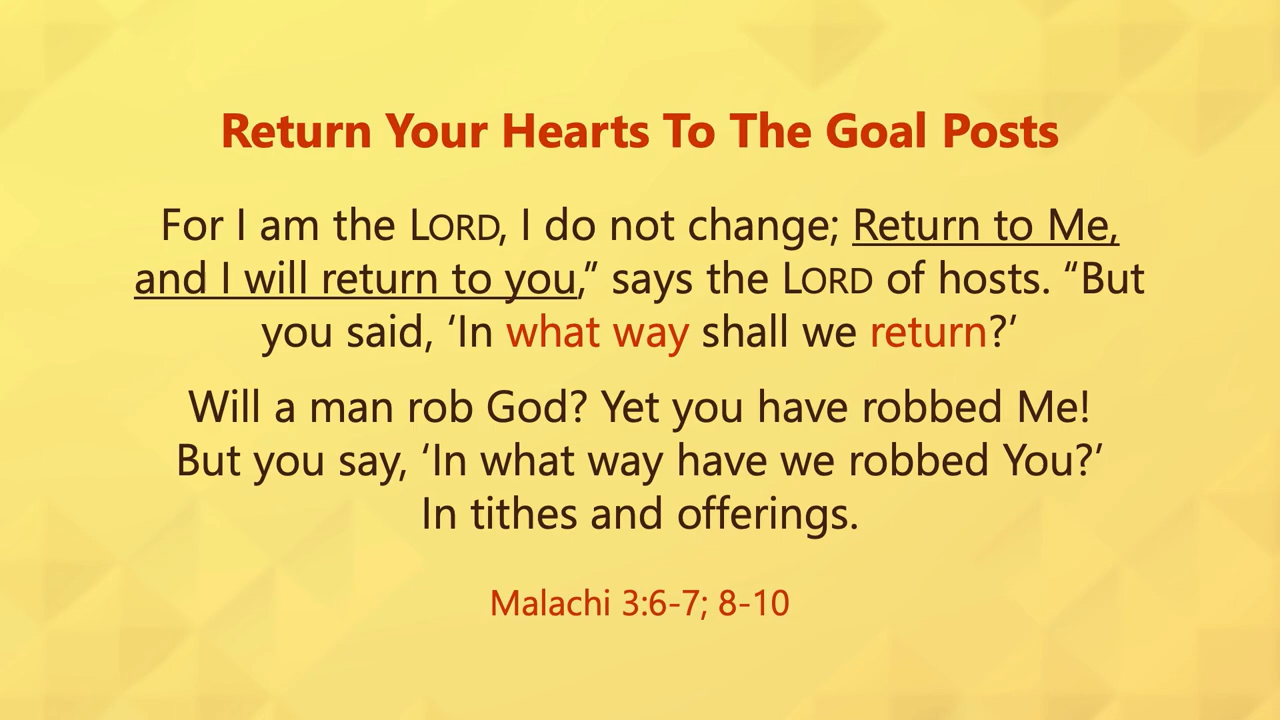 Return Your Hearts To The Goal Posts
For I am the LORD, I do not change; Return to Me,
and I will return to you,” says the LORD of hosts. “But
you said, ‘In what way shall we return?’
Will a man rob God? Yet you have robbed Me!
But you say, ‘In what way have we robbed You?’
In tithes and offerings.
Malachi 3:6-7; 8-10